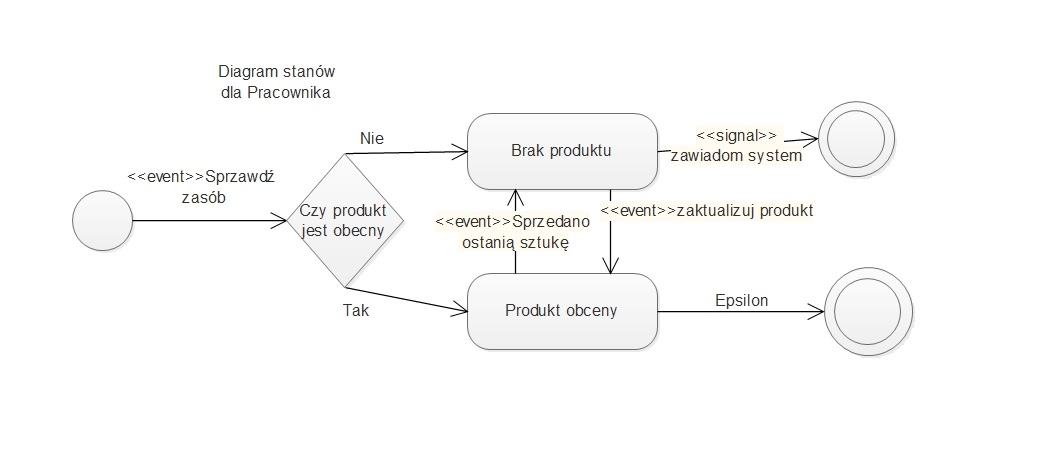 Diagram stanów
dla Pracownika
Nie
<<event>>Sprzawdź
zasób
Czy produkt
jest obecny
Tak
Brak produktu
<<signal>>
zawiadom system
<<event>>Sprzedano
ostanią sztukę
<<event>>zaktualizuj produkt
Produkt obceny
Epsilon